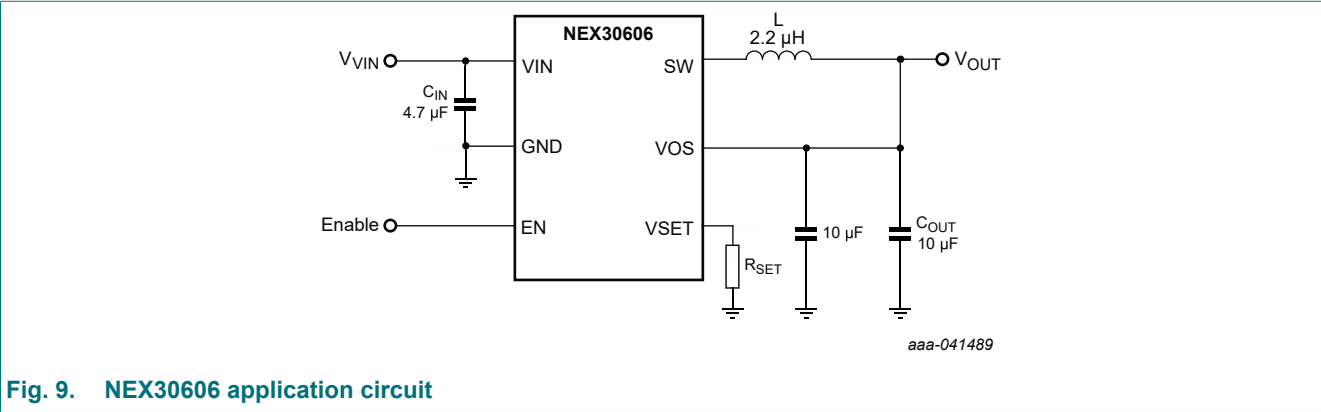 NEX30606
L
2.2 µH
V_VIN
VIN
SW
V_OUT
C_IN
4.7 µF
GND
VOS
Enable
EN
VSET
10 µF
C_OUT
10 µF
R_SET
aaa-041489
Fig. 9. NEX30606 application circuit